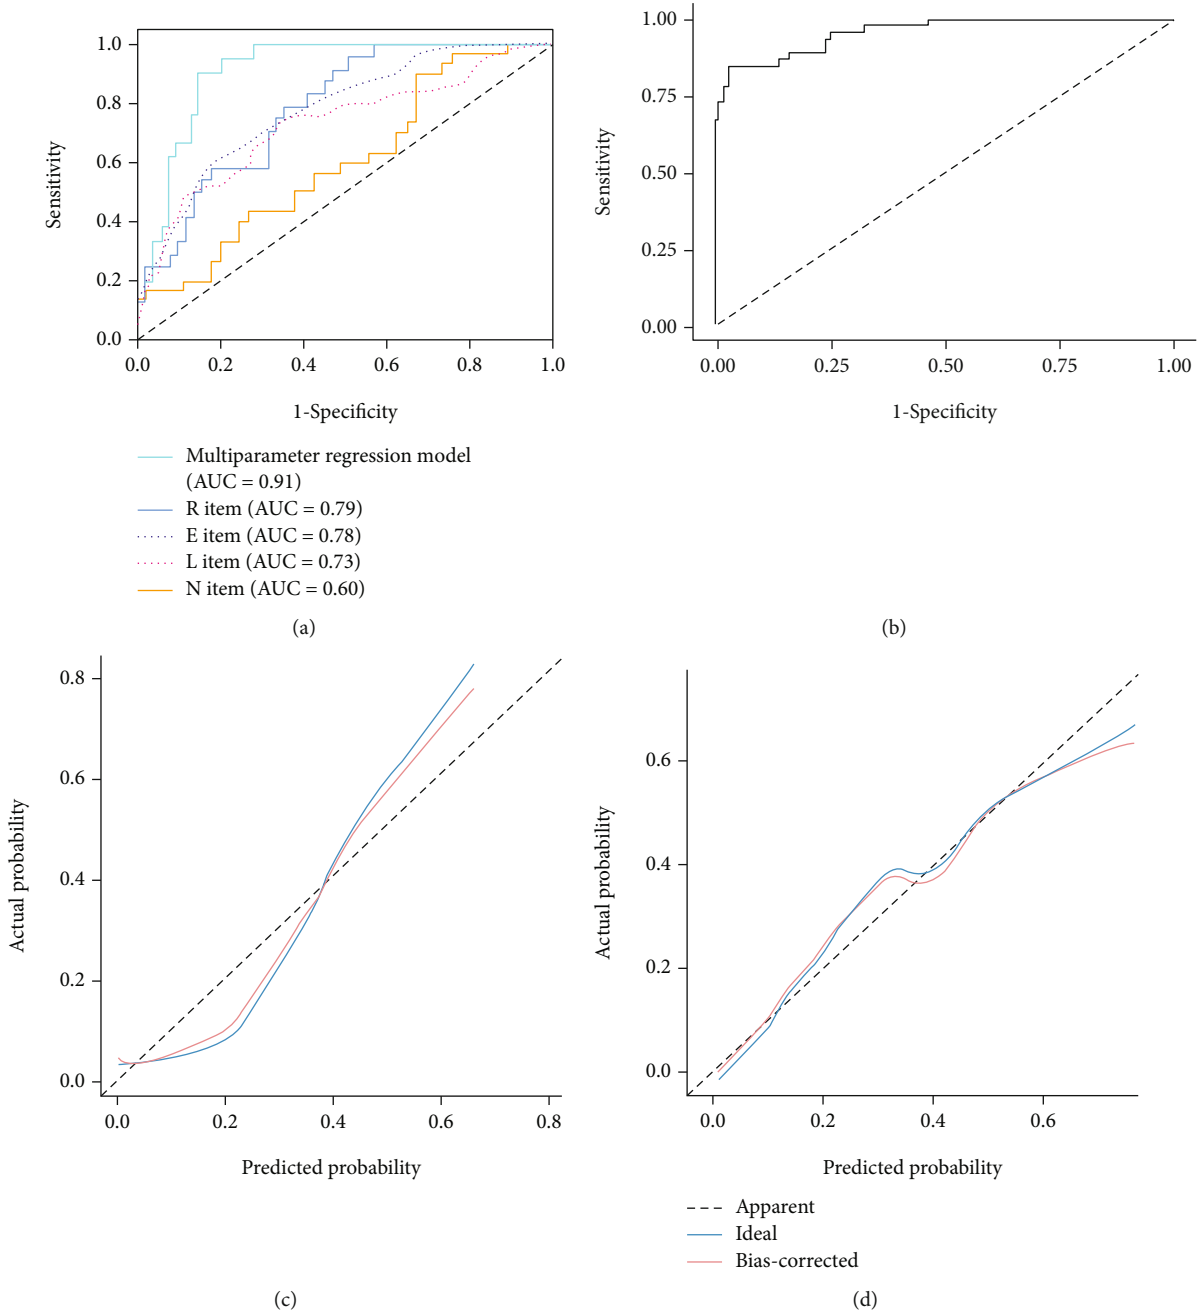 1.0
0.8
0.6
0.4
0.2
0.0
Sensitivity
0.0 0.2 0.4 0.6 0.8 1.0
1-Specificity
Multiparameter regression model
(AUC = 0.91)
R item (AUC = 0.79)
E item (AUC = 0.78)
L item (AUC = 0.73)
N item (AUC = 0.60)
(a)
1.00
0.75
0.50
0.25
0.00
Sensitivity
0.00 0.25 0.50 0.75 1.00
1-Specificity
(b)
0.8
0.6
0.4
0.2
0.0
Actual probability
0.0 0.2 0.4 0.6 0.8
Predicted probability
(c)
0.6
0.4
0.2
0.0
Actual probability
0.0 0.2 0.4 0.6
Predicted probability
Apparent
Ideal
Bias-corrected
(d)